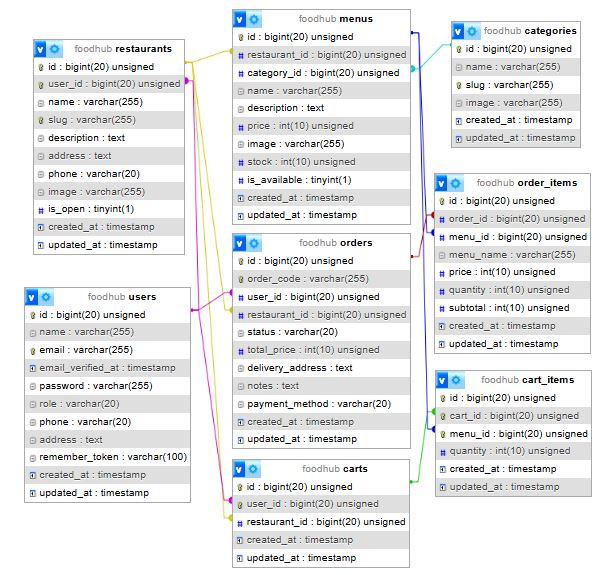 v foodhub restaurants
id : bigint(20) unsigned
user_id : bigint(20) unsigned
name : varchar(255)
slug : varchar(255)
description : text
address : text
phone : varchar(20)
image : varchar(255)
# is_open : tinyint(1)
created_at : timestamp
updated_at : timestamp
v foodhub users
id : bigint(20) unsigned
name : varchar(255)
email : varchar(255)
email_verified_at : timestamp
password : varchar(255)
role : varchar(20)
phone : varchar(20)
address : text
remember_token : varchar(100)
created_at : timestamp
updated_at : timestamp
v foodhub menus
id : bigint(20) unsigned
# restaurant_id : bigint(20) unsigned
# category_id : bigint(20) unsigned
name : varchar(255)
description : text
# price : int(10) unsigned
image : varchar(255)
# stock : int(10) unsigned
# is_available : tinyint(1)
created_at : timestamp
updated_at : timestamp
v foodhub orders
id : bigint(20) unsigned
order_code : varchar(255)
# user_id : bigint(20) unsigned
# restaurant_id : bigint(20) unsigned
status : varchar(20)
# total_price : int(10) unsigned
delivery_address : text
notes : text
payment_method : varchar(20)
created_at : timestamp
updated_at : timestamp
v foodhub carts
id : bigint(20) unsigned
user_id : bigint(20) unsigned
# restaurant_id : bigint(20) unsigned
created_at : timestamp
updated_at : timestamp
v foodhub categories
id : bigint(20) unsigned
name : varchar(255)
slug : varchar(255)
image : varchar(255)
created_at : timestamp
updated_at : timestamp
v foodhub order_items
id : bigint(20) unsigned
# order_id : bigint(20) unsigned
# menu_id : bigint(20) unsigned
menu_name : varchar(255)
# price : int(10) unsigned
# quantity : int(10) unsigned
# subtotal : int(10) unsigned
created_at : timestamp
updated_at : timestamp
v foodhub cart_items
id : bigint(20) unsigned
cart_id : bigint(20) unsigned
menu_id : bigint(20) unsigned
# quantity : int(10) unsigned
created_at : timestamp
updated_at : timestamp